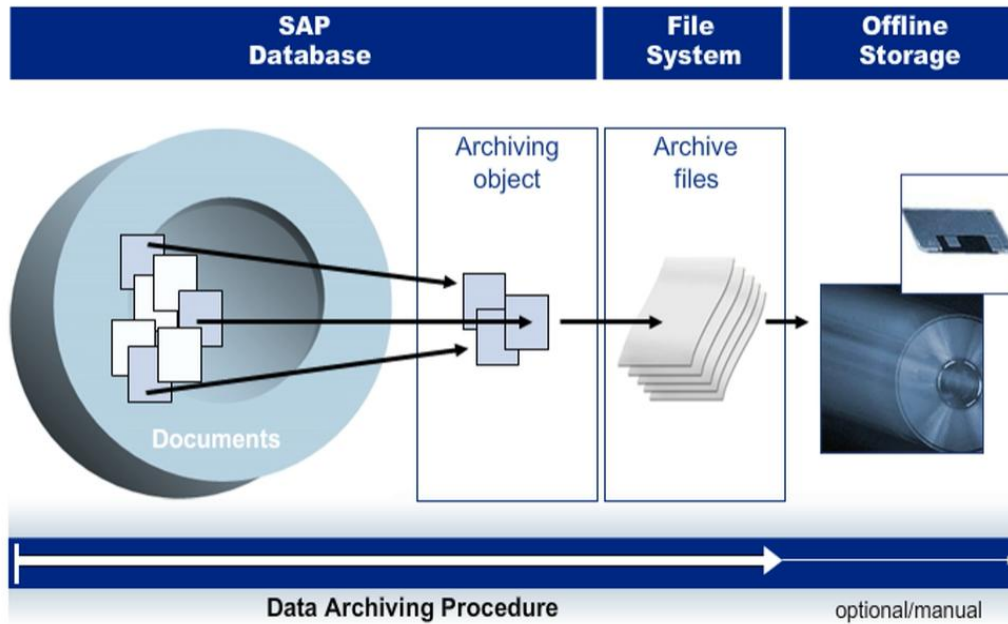 SAP
Database
File
System
Offline
Storage
Archiving
object
Archive
files
Documents
Data Archiving Procedure
optional/manual